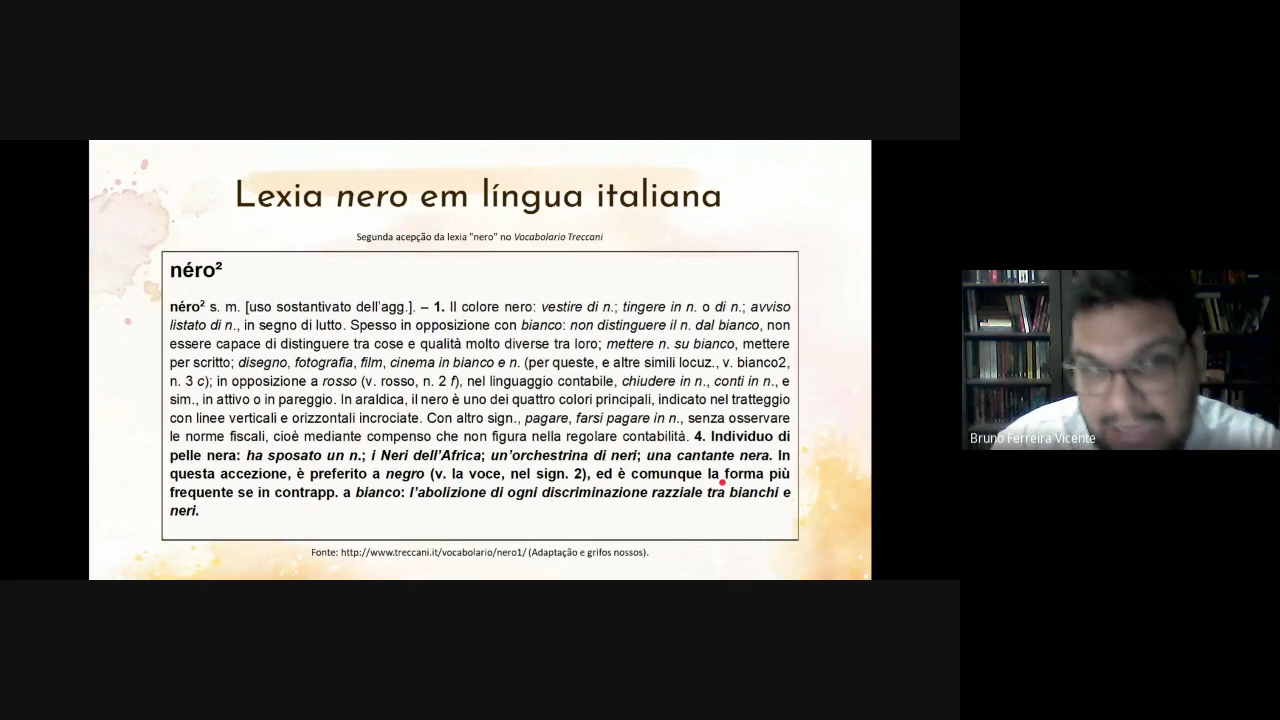 Lexia nero em língua italiana
Segunda acepção da lexia "nero" no Vocabolario Treccani
néro²
néro² s. m. [uso sostantivato dell'agg.]. – 1. Il colore nero: vestire di n.; tingere in n. o di n.; avviso
listato di n., in segno di lutto. Spesso in opposizione con bianco: non distinguere il n. dal bianco, non
essere capace di distinguere tra cose e qualità molto diverse tra loro; mettere n. su bianco, mettere
per scritto; disegno, fotografia, film, cinema in bianco e n. (per queste, e altre simili locuz., v. bianco2,
n. 3 c); in opposizione a rosso (v. rosso, n. 2 f), nel linguaggio contabile, chiudere in n., conti in n., e
sim., in attivo o in pareggio. In araldica, il nero è uno dei quattro colori principali, indicato nel tratteggio
con linee verticali e orizzontali incrociate. Con altro sign., pagare, farsi pagare in n., senza osservare
le norme fiscali, cioè mediante compenso che non figura nella regolare contabilità. 4. Individuo di
pelle nera: ha sposato un n.; i Neri dell'Africa; un'orchestrina di neri; una cantante nera. In
questa accezione, è preferito a negro (v. la voce, nel sign. 2), ed è comunque la forma più
frequente se in contrapp. a bianco: l'abolizione di ogni discriminazione razziale tra bianchi e
neri.
Fonte: http://www.treccani.it/vocabolario/nero1/ (Adaptação e grifos nossos).
Bruno Ferreira Vicente